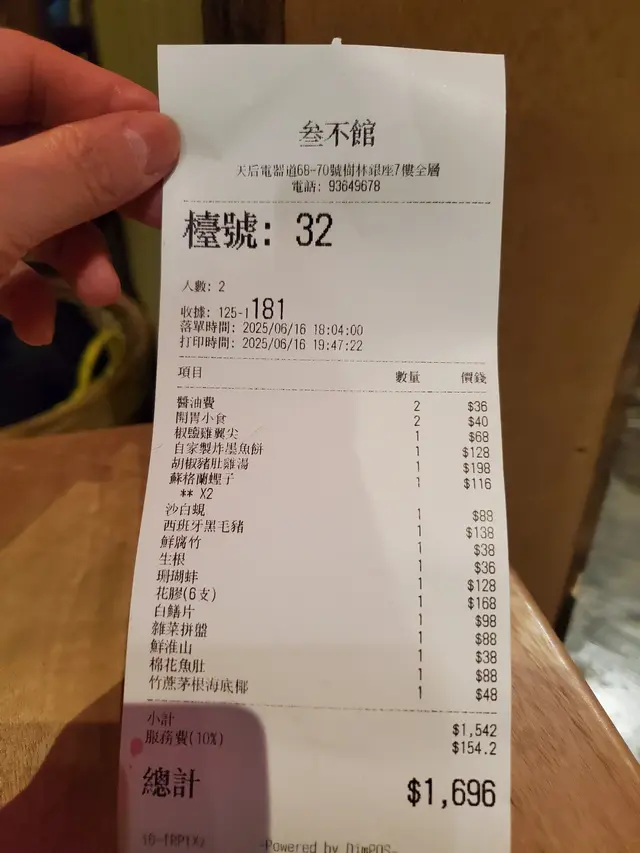 叁不館
天后電器道68-70號樹林銀座7樓全層
電話: 93649678
檯號: 32
人數: 2
收據: 125-I181
落單時間: 2025/06/16 18:04:00
打印時間: 2025/06/16 19:47:22
項目 數量 價錢
醬油費 2 $36
開胃小食 2 $40
椒鹽雞翼尖 1 $68
自家製炸墨魚餅 1 $128
胡椒豬肚雞湯 1 $198
蘇格蘭蟶子 1 $116
** X2
沙白蜆 1 $88
西班牙黑毛豬 1 $138
鮮腐竹 1 $38
生根 1 $36
珊瑚蚌 1 $128
花膠(6支) 1 $168
白鱔片 1 $98
雜菜拼盤 1 $88
鮮淮山 1 $38
棉花魚肚 1 $88
竹蔗茅根海底椰 1 $48
小計 $1,542
服務費(10%) $154.2
總計 $1,696
-Powered by DimPOS-